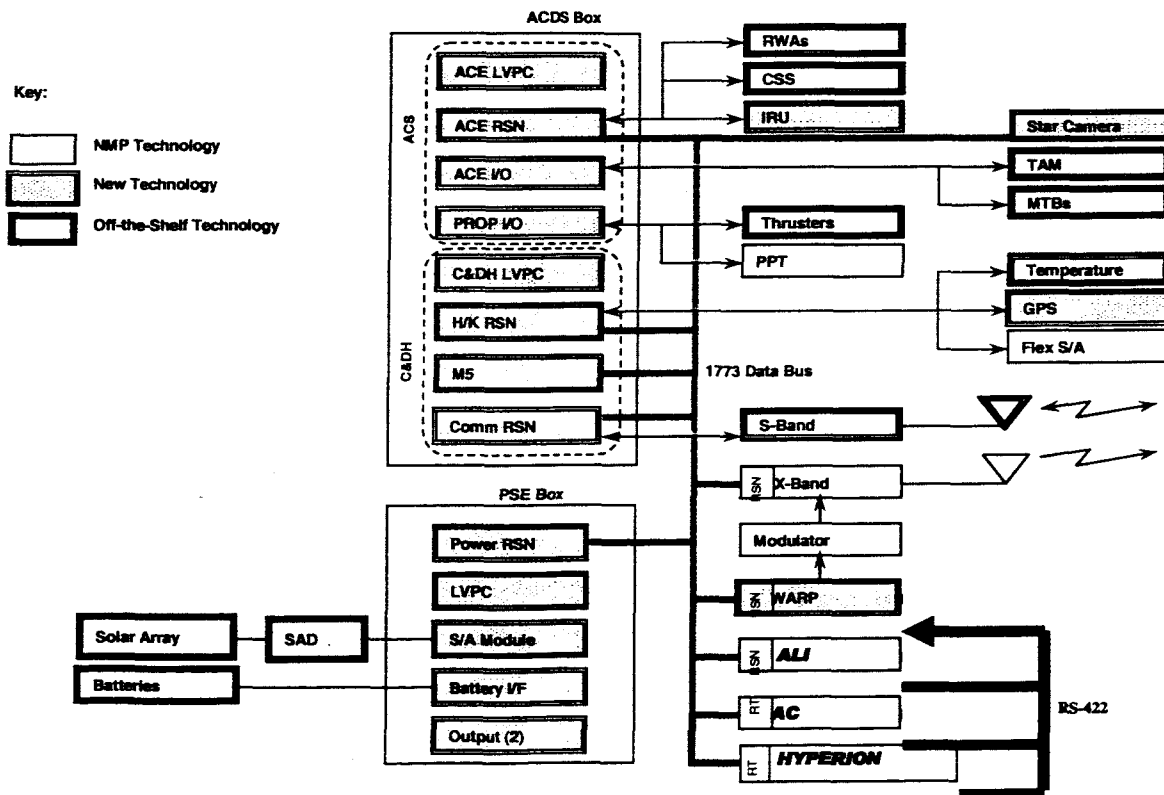 ACDS Box
Key:
NMP Technology
New Technology
Off-the-Shelf Technology
ACS
ACE LVPC
ACE RSN
ACE I/O
PROP I/O
C&DH
C&DH LVPC
H/K RSN
M5
Comm RSN
RWAs
CSS
IRU
Star Camera
TAM
MTBs
Thrusters
PPT
Temperature
GPS
Flex S/A
1773 Data Bus
S-Band
RSN X-Band
Modulator
RSN WARP
RSN ALI
RT AC
RT HYPERION
RS-422
PSE Box
Power RSN
LVPC
S/A Module
Battery I/F
Output (2)
Solar Array
SAD
Batteries